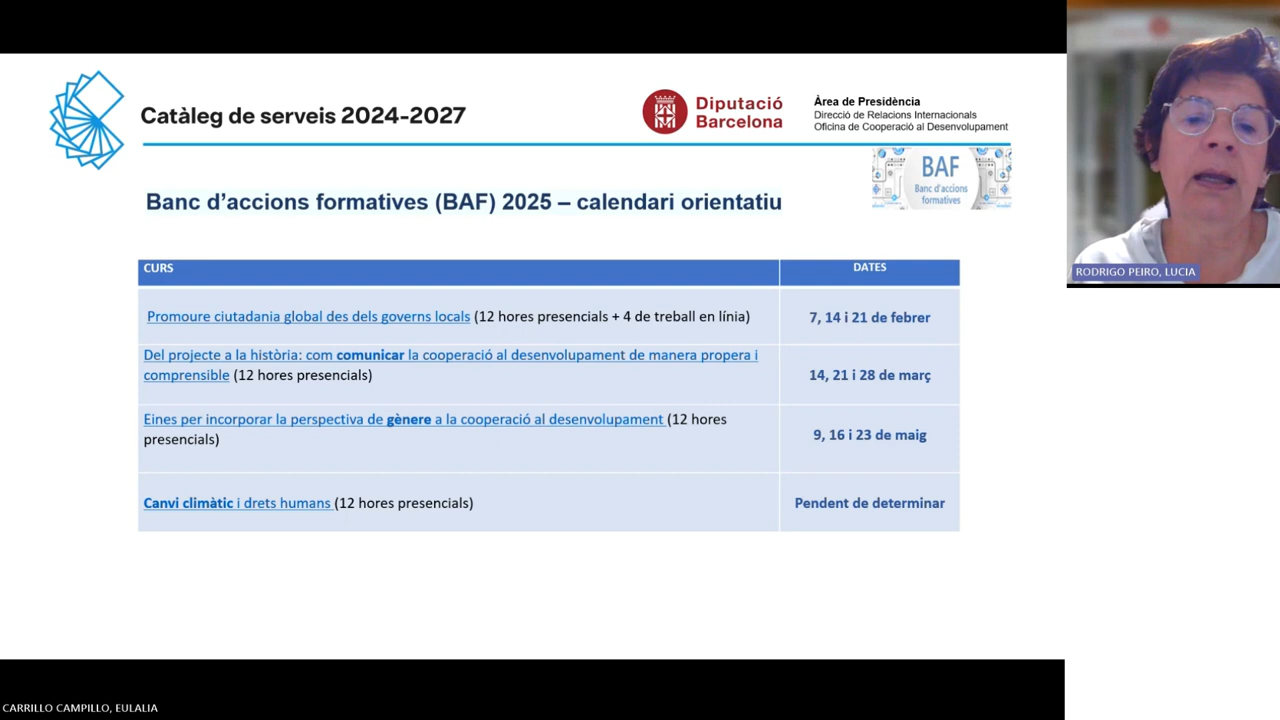 Catàleg de serveis 2024-2027
Diputació
Barcelona
Àrea de Presidència
Direcció de Relacions Internacionals
Oficina de Cooperació al Desenvolupament
BAF
Banc d'accions
formatives
Banc d’accions formatives (BAF) 2025 – calendari orientatiu
CURS
DATES
Promoure ciutadania global des dels governs locals (12 hores presencials + 4 de treball en línia)
7, 14 i 21 de febrer
Del projecte a la història: com comunicar la cooperació al desenvolupament de manera propera i
comprensible (12 hores presencials)
14, 21 i 28 de març
Eines per incorporar la perspectiva de gènere a la cooperació al desenvolupament (12 hores
presencials)
9, 16 i 23 de maig
Canvi climàtic i drets humans (12 hores presencials)
Pendent de determinar
RODRIGO PEIRO, LUCIA
CARRILLO CAMPILLO, EULALIA